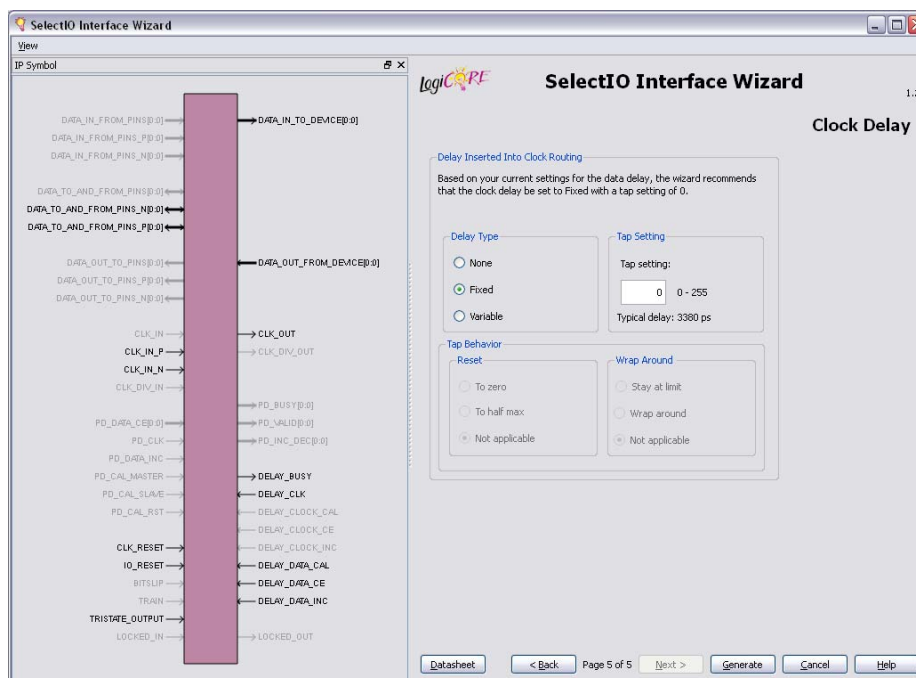 SelectIO Interface Wizard
View
IP Symbol
DATA_IN_FROM_PINS[0:0]
DATA_IN_TO_DEVICE[0:0]
DATA_IN_FROM_PINS_P[0:0]
DATA_IN_FROM_PINS_N[0:0]
DATA_TO_AND_FROM_PINS[0:0]
DATA_TO_AND_FROM_PINS_N[0:0]
DATA_TO_AND_FROM_PINS_P[0:0]
DATA_OUT_TO_PINS[0:0]
DATA_OUT_FROM_DEVICE[0:0]
DATA_OUT_TO_PINS_P[0:0]
DATA_OUT_TO_PINS_N[0:0]
CLK_IN
CLK_OUT
CLK_IN_P
CLK_DIV_OUT
CLK_IN_N
CLK_DIV_IN
PD_BUSY[0:0]
PD_DATA_CE[0:0]
PD_VALID[0:0]
PD_CLK
PD_INC_DEC[0:0]
PD_DATA_INC
PD_CAL_MASTER
DELAY_BUSY
PD_CAL_SLAVE
DELAY_CLK
PD_CAL_RST
DELAY_CLOCK_CAL
DELAY_CLOCK_CE
CLK_RESET
DELAY_CLOCK_INC
IO_RESET
DELAY_DATA_CAL
BITSLIP
DELAY_DATA_CE
TRAIN
DELAY_DATA_INC
TRISTATE_OUTPUT
LOCKED_IN
LOCKED_OUT
LogiCORE
SelectIO Interface Wizard
Clock Delay
Delay Inserted Into Clock Routing
Based on your current settings for the data delay, the wizard recommends
that the clock delay be set to Fixed with a tap setting of 0.
Delay Type
None
Fixed
Variable
Tap Setting
Tap setting:
0 0 - 255
Typical delay: 3380 ps
Tap Behavior
Reset
To zero
To half max
Not applicable
Wrap Around
Stay at limit
Wrap around
Not applicable
Datasheet
< Back
Page 5 of 5
Next >
Generate
Cancel
Help